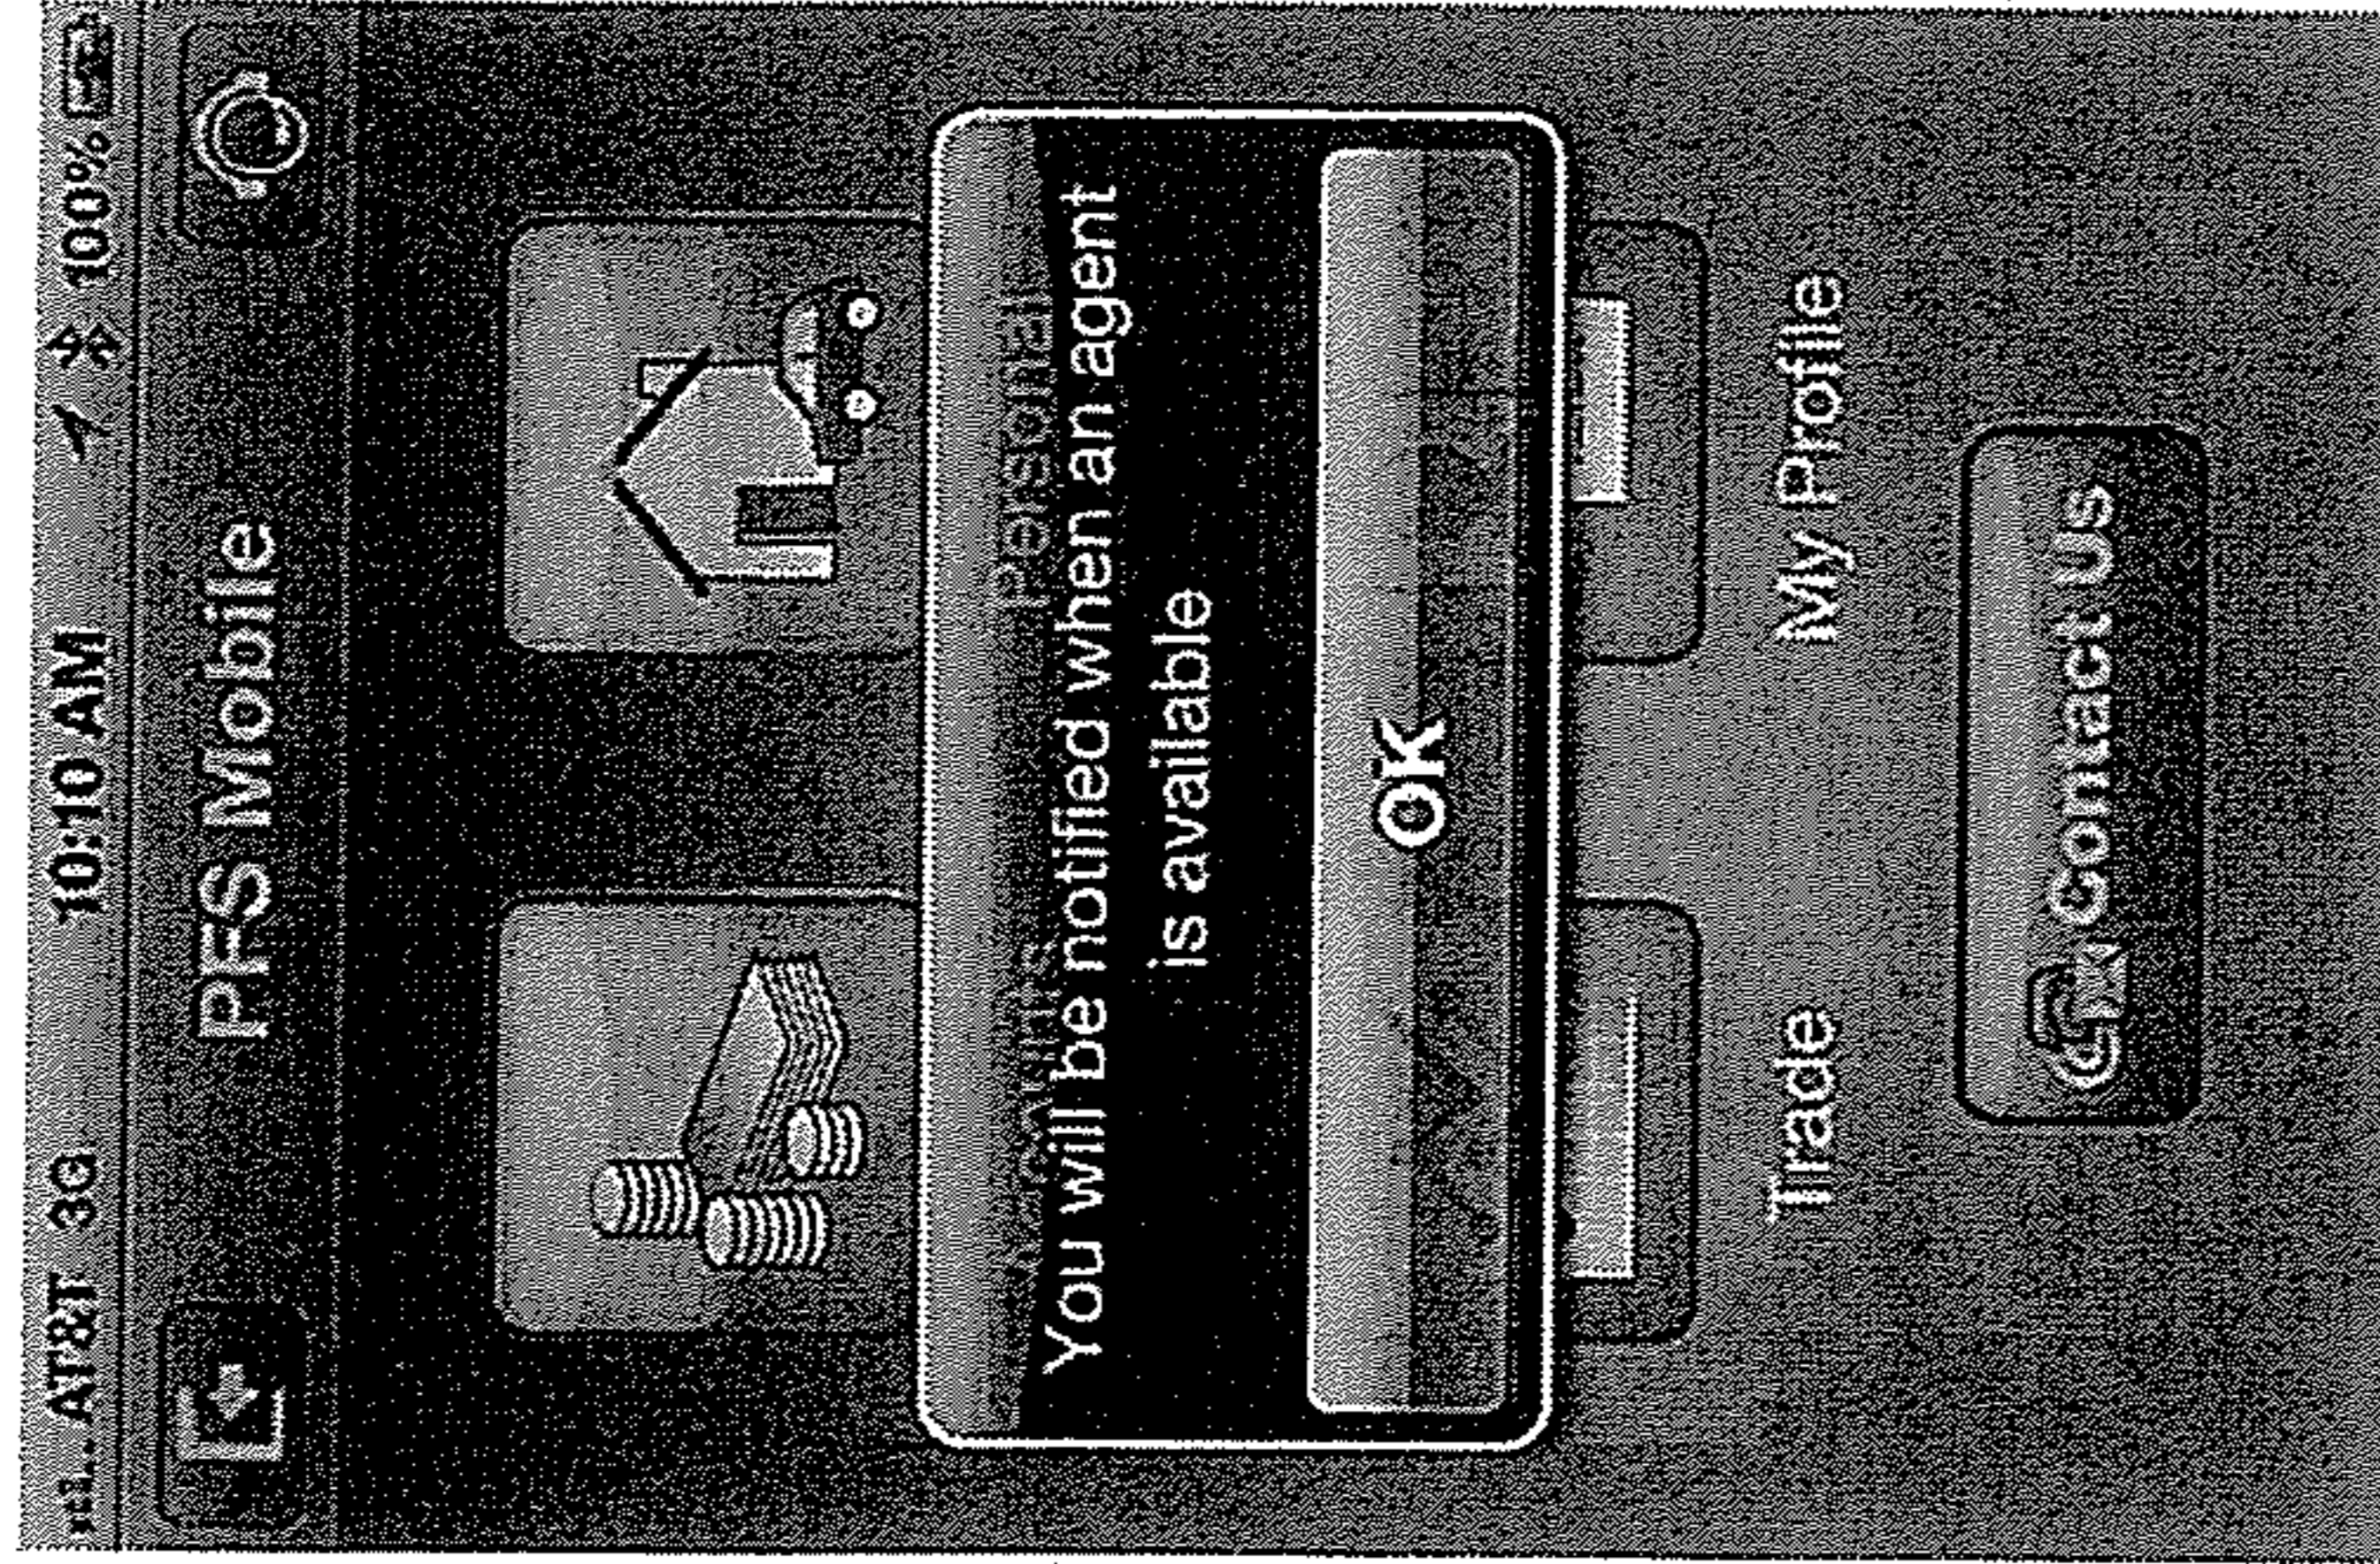 AT&T 3G 10:10 AM 100%
PFS Mobile
Personal
You will be notified when an agent
is available
OK
Trade My Profile
Contact Us